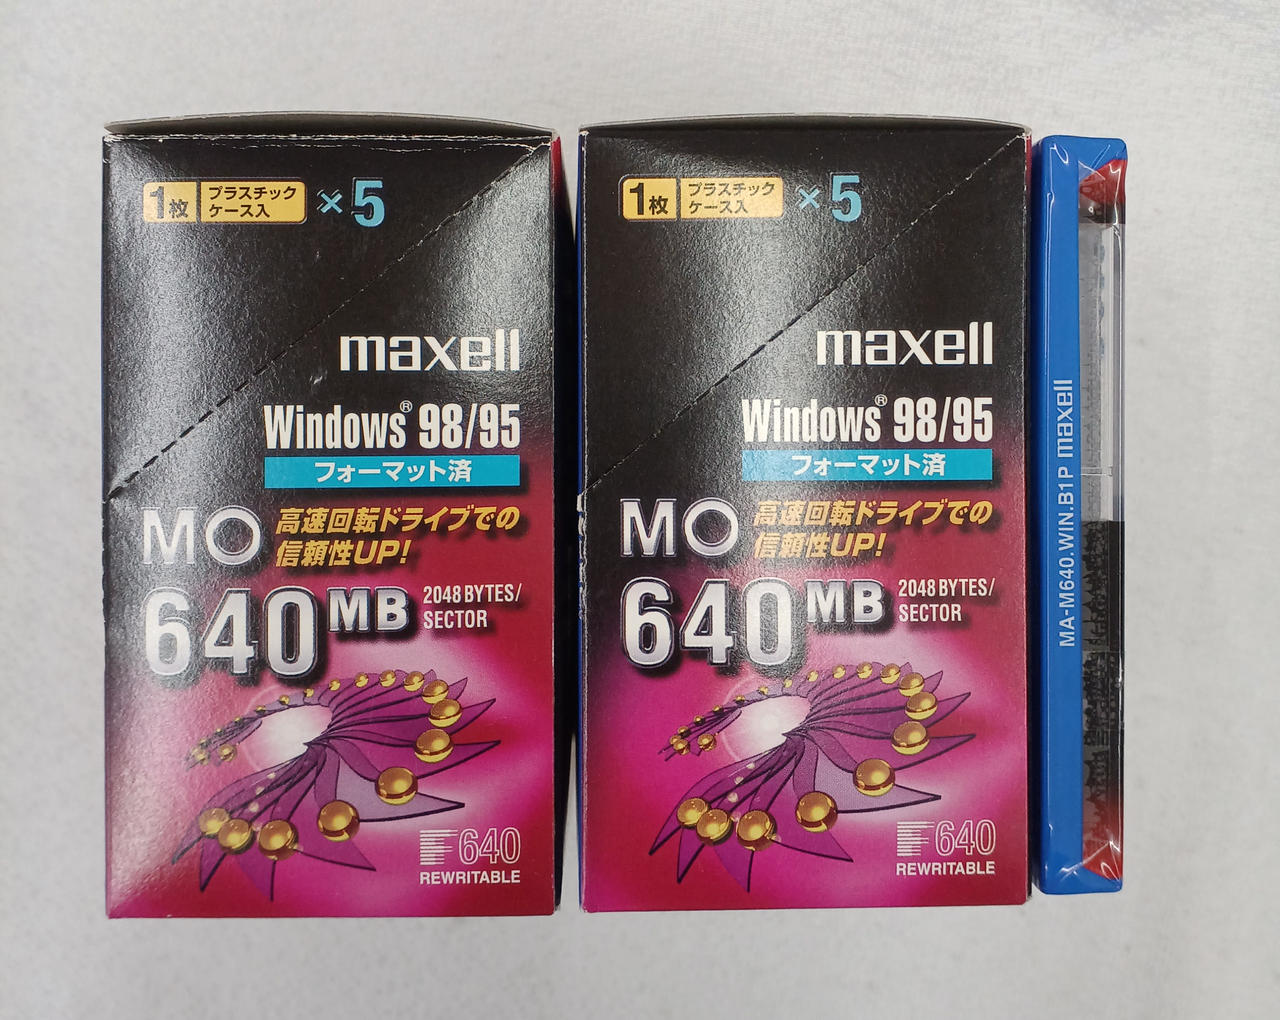 1枚 プラスチック
ケース入
×5
maxell
Windows® 98/95
フォーマット済
MO 高速回転ドライブでの
信頼性UP!
640MB 2048 BYTES/
SECTOR
F640
REWRITABLE
1枚 プラスチック
ケース入
×5
maxell
Windows® 98/95
フォーマット済
MO 高速回転ドライブでの
信頼性UP!
640MB 2048 BYTES/
SECTOR
F640
REWRITABLE
MA-M640.WIN.B1P maxell